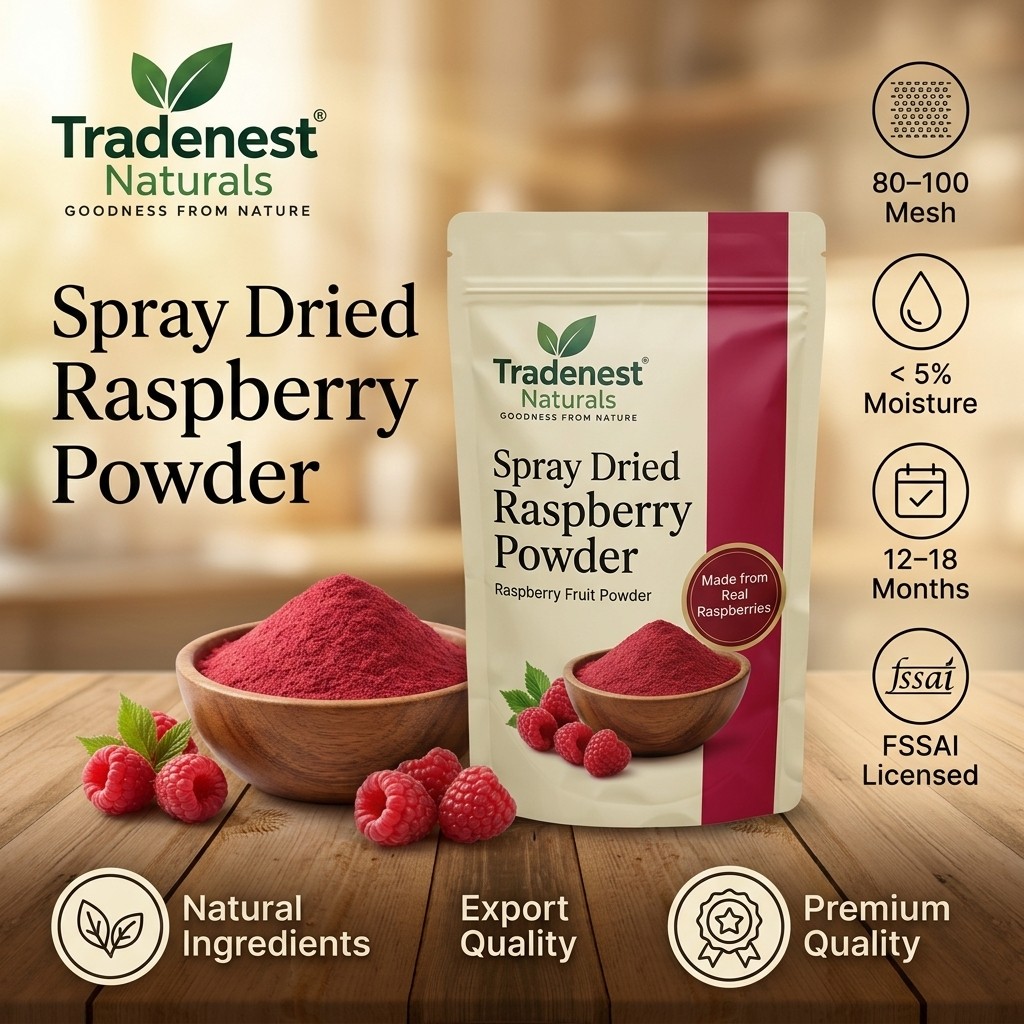 Tradenest®
Naturals
GOODNESS FROM NATURE
Spray Dried
Raspberry
Powder
Tradenest®
Naturals
GOODNESS FROM NATURE
Spray Dried
Raspberry
Powder
Raspberry Fruit Powder
Made from
Real
Raspberries
80–100
Mesh
< 5%
Moisture
12–18
Months
fssai
FSSAI
Licensed
Natural
Ingredients
Export
Quality
Premium
Quality